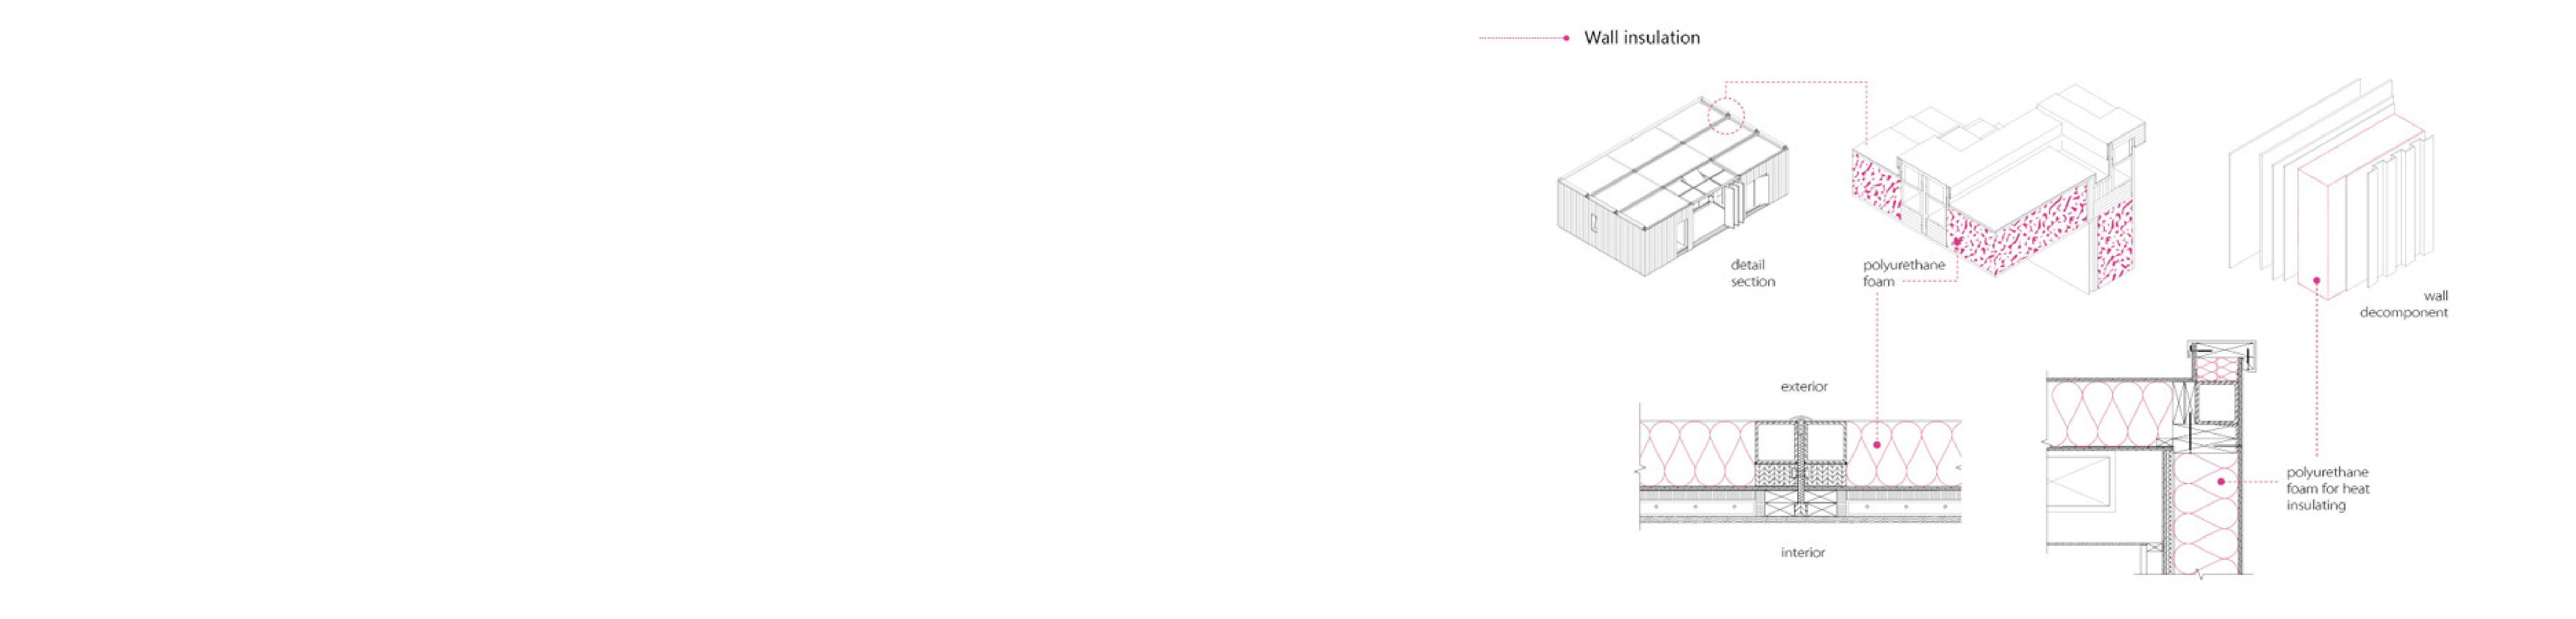 Wall insulation
detail
section
polyurethane
foam
wall
decomponent
exterior
interior
polyurethane
foam for heat
insulating